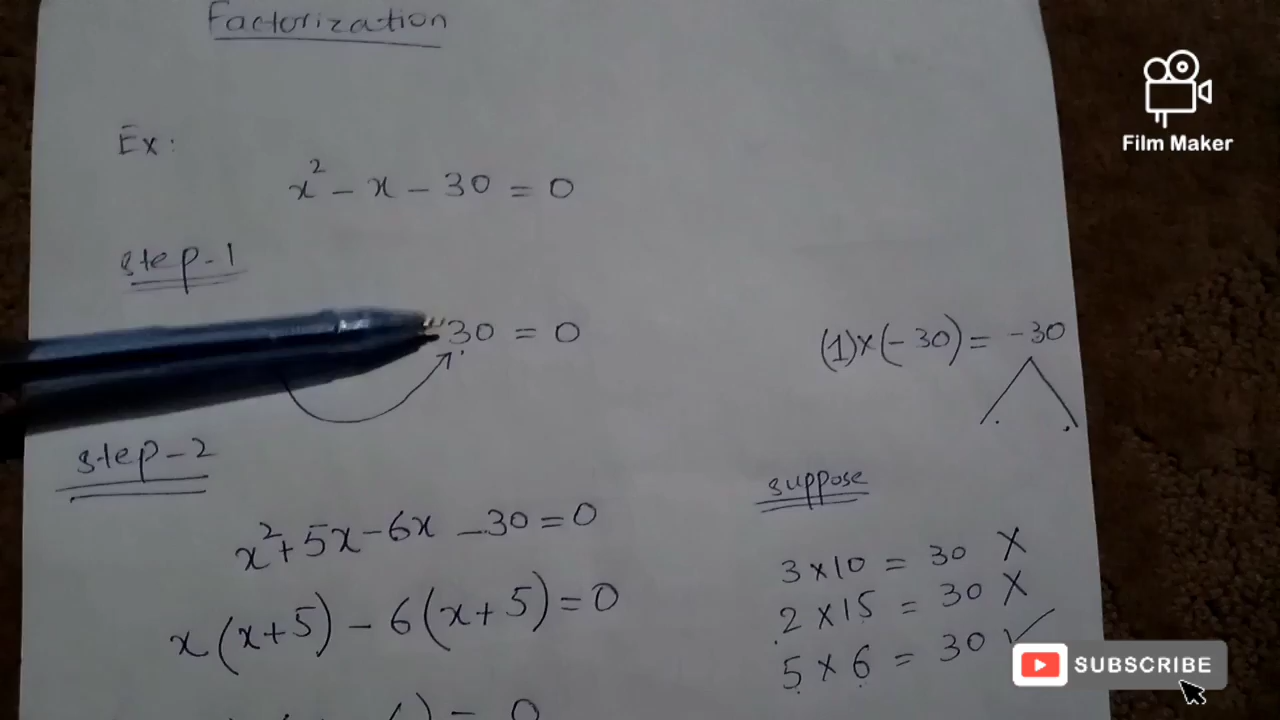 Factorization
Film Maker
Ex:
x² - x - 30 = 0
step-1
30 = 0
(1)×(-30) = -30
step-2
suppose
x² + 5x - 6x - 30 = 0
3 × 10 = 30 X
x(x+5) - 6(x+5) = 0
2 × 15 = 30 X
5 × 6 = 30 ✓
SUBSCRIBE
) = 0